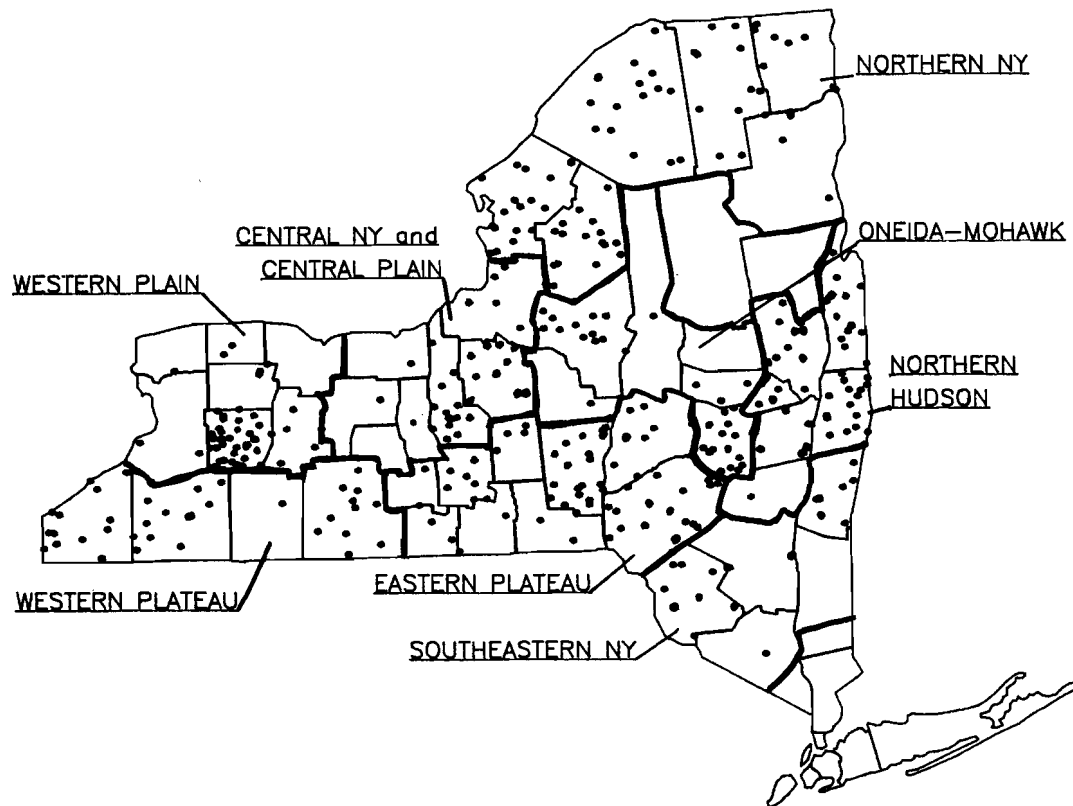 NORTHERN NY
ONEIDA-MOHAWK
CENTRAL NY and
CENTRAL PLAIN
WESTERN PLAIN
NORTHERN
HUDSON
EASTERN PLATEAU
WESTERN PLATEAU
SOUTHEASTERN NY